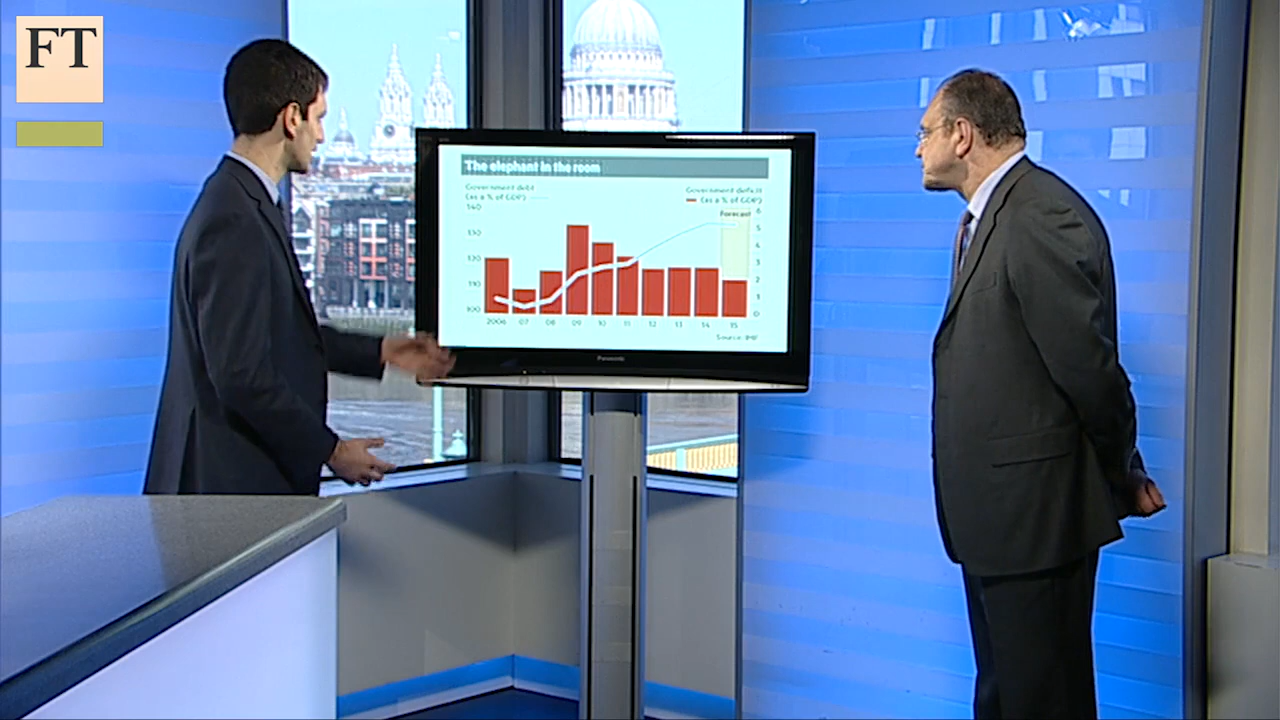 FT
The elephant in the room
Government debt
(as a % of GDP)
Government deficit
(as a % of GDP)
140
130
120
110
100
Forecast
6
5
4
3
2
1
0
2006 07 08 09 10 11 12 13 14 15
Source: IMF
Panasonic